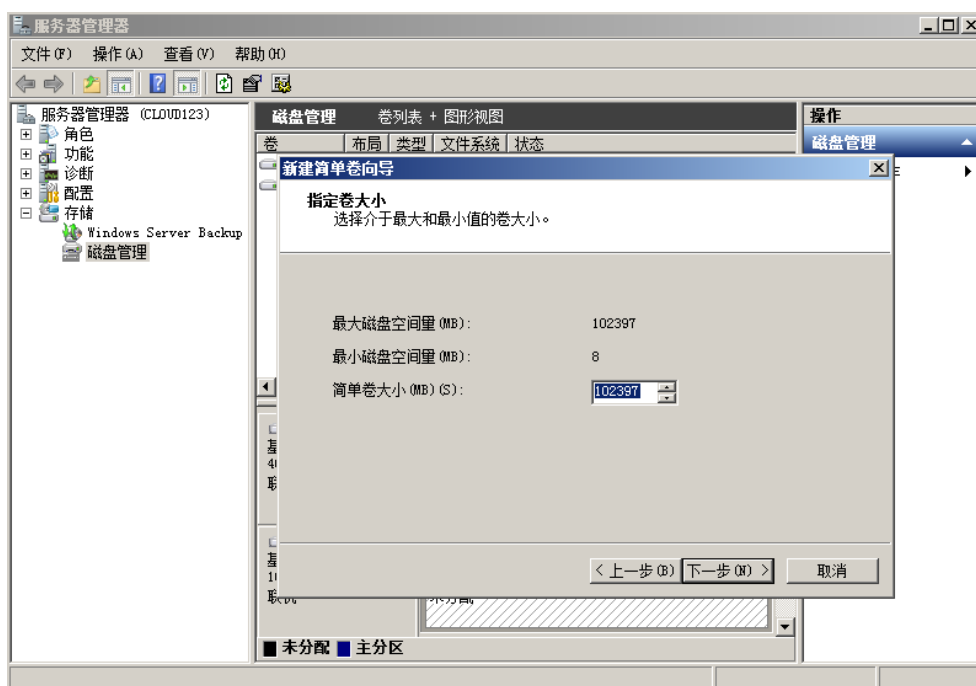 服务器管理器
文件(F) 操作(A) 查看(V) 帮助(H)
服务器管理器 (CLOUD123)
角色
功能
诊断
配置
存储
Windows Server Backup
磁盘管理
磁盘管理 卷列表 + 图形视图
卷 布局 类型 文件系统 状态
操作
磁盘管理
新建简单卷向导
指定卷大小
选择介于最大和最小值的卷大小。
最大磁盘空间量(MB): 102397
最小磁盘空间量(MB): 8
简单卷大小(MB)(S): 102397
< 上一步(B) 下一步(N) > 取消
未分配 主分区